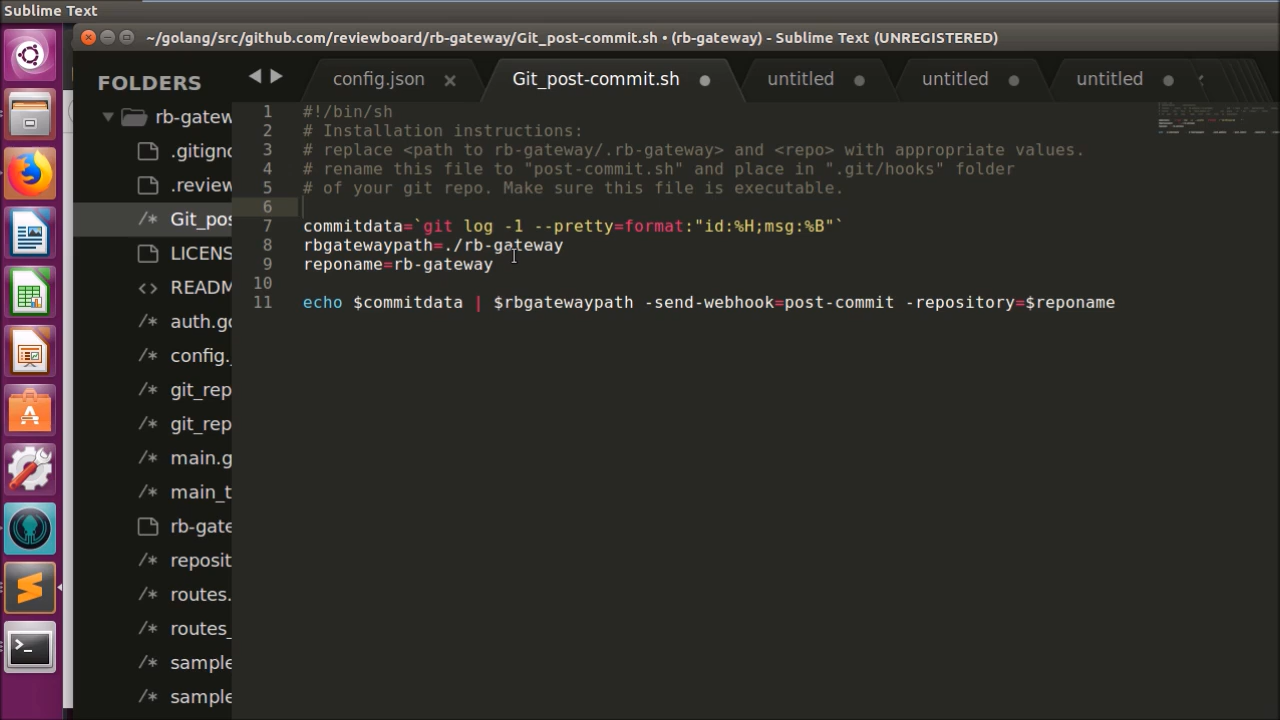 Sublime Text
~/golang/src/github.com/reviewboard/rb-gateway/Git_post-commit.sh • (rb-gateway) - Sublime Text (UNREGISTERED)
FOLDERS
config.json
Git_post-commit.sh
untitled
untitled
untitled
rb-gatew
.gitigno
.review
/* Git_pos
LICENS
<> READM
/* auth.go
/* config.
/* git_rep
/* git_rep
/* main.g
/* main_t
rb-gate
/* reposit
/* routes.
/* routes_
/* sample
/* sample
1 #!/bin/sh
2 # Installation instructions:
3 # replace <path to rb-gateway/.rb-gateway> and <repo> with appropriate values.
4 # rename this file to "post-commit.sh" and place in ".git/hooks" folder
5 # of your git repo. Make sure this file is executable.
6
7 commitdata=`git log -1 --pretty=format:"id:%H;msg:%B"`
8 rbgatewaypath=./rb-gateway
9 reponame=rb-gateway
10
11 echo $commitdata | $rbgatewaypath -send-webhook=post-commit -repository=$reponame